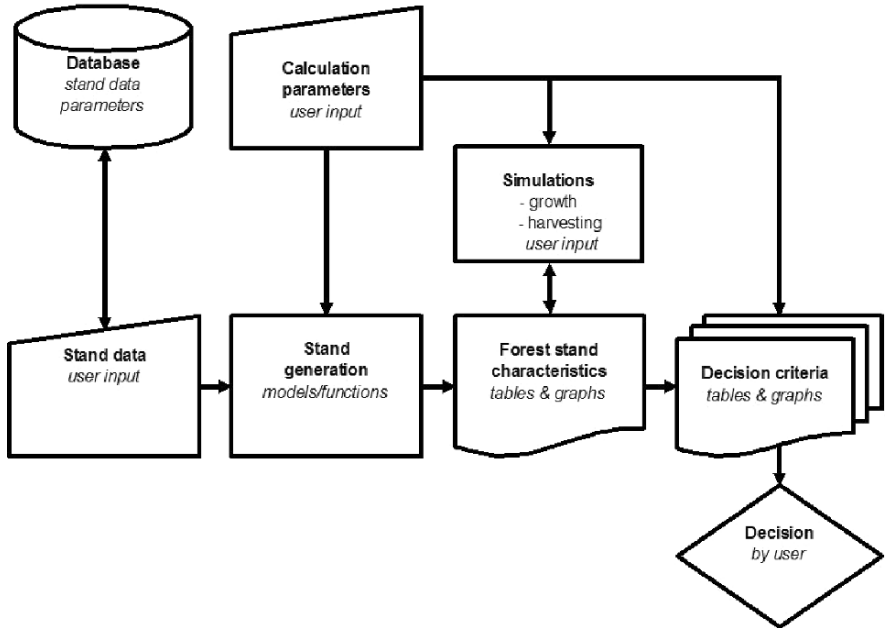 Database
stand data
parameters
Calculation
parameters
user input
Simulations
- growth
- harvesting
user input
Stand data
user input
Stand
generation
models/functions
Forest stand
characteristics
tables & graphs
Decision criteria
tables & graphs
Decision
by user